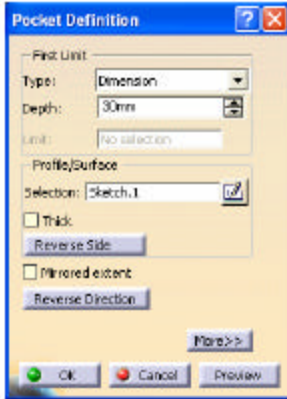 Pocket Definition
First Limit
Type: Dimension
Depth: 30mm
Limit: No selection
Profile/Surface
Selection: Sketch.1
Thick
Reverse Side
Mirrored extent
Reverse Direction
More>>
OK Cancel Preview